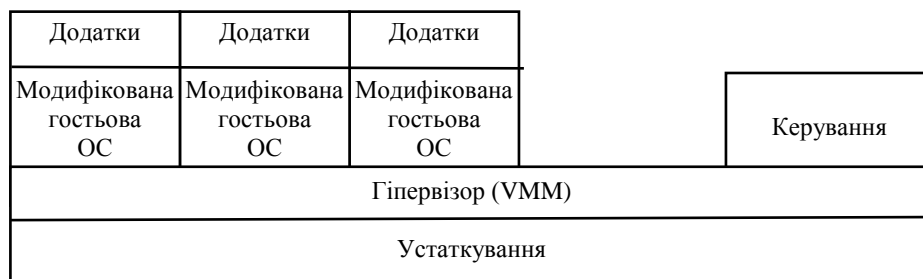 Додатки Додатки Додатки
Модифікована Модифікована Модифікована
гостьова гостьова гостьова
ОС ОС ОС
Керування
Гіпервізор (VMM)
Устаткування